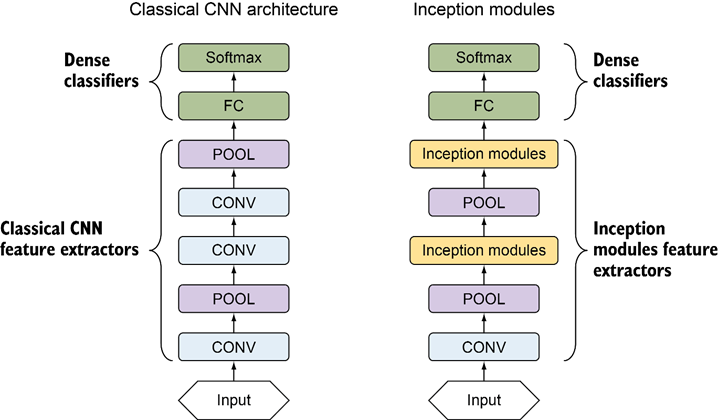 Classical CNN architecture
Dense
classifiers
Softmax
FC
Classical CNN
feature extractors
POOL
CONV
CONV
POOL
CONV
Input
Inception modules
Softmax
FC
Dense
classifiers
Inception modules
POOL
Inception modules
POOL
CONV
Inception
modules feature
extractors
Input